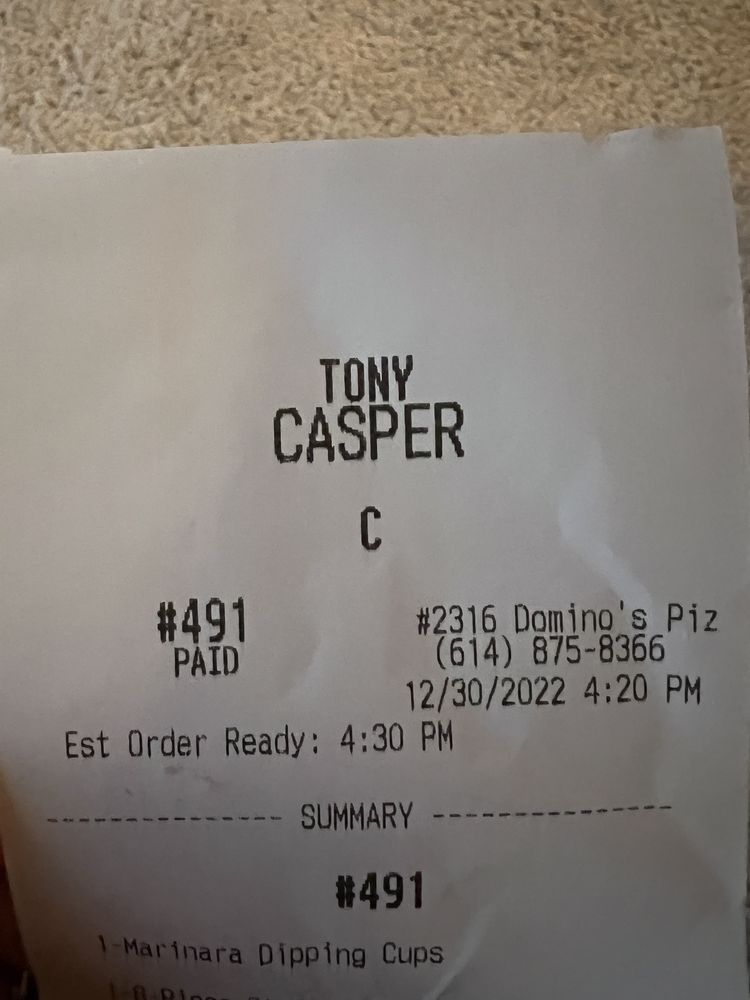 TONY
CASPER
C
#491
PAID
#2316 Domino's Piz
(614) 875-8366
12/30/2022 4:20 PM
Est Order Ready: 4:30 PM
--------------- SUMMARY ---------------
#491
1-Marinara Dipping Cups